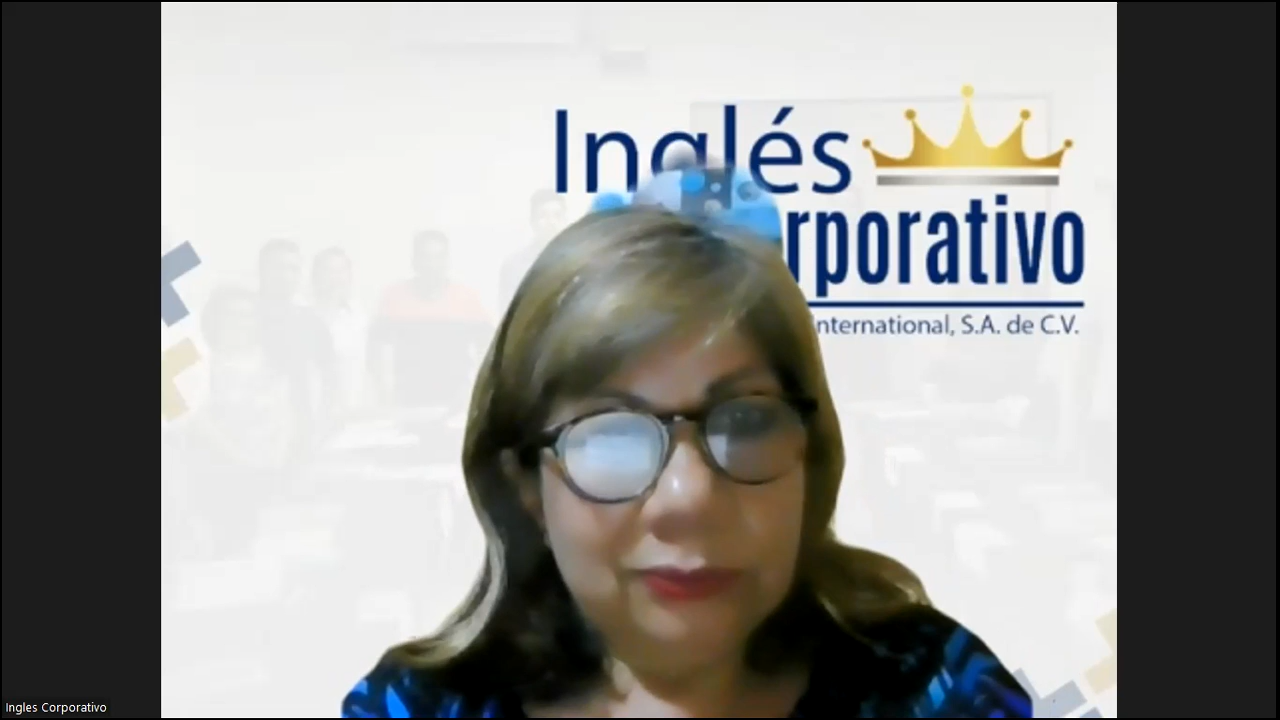 Inglés
rporativo
International, S.A. de C.V.
Ingles Corporativo